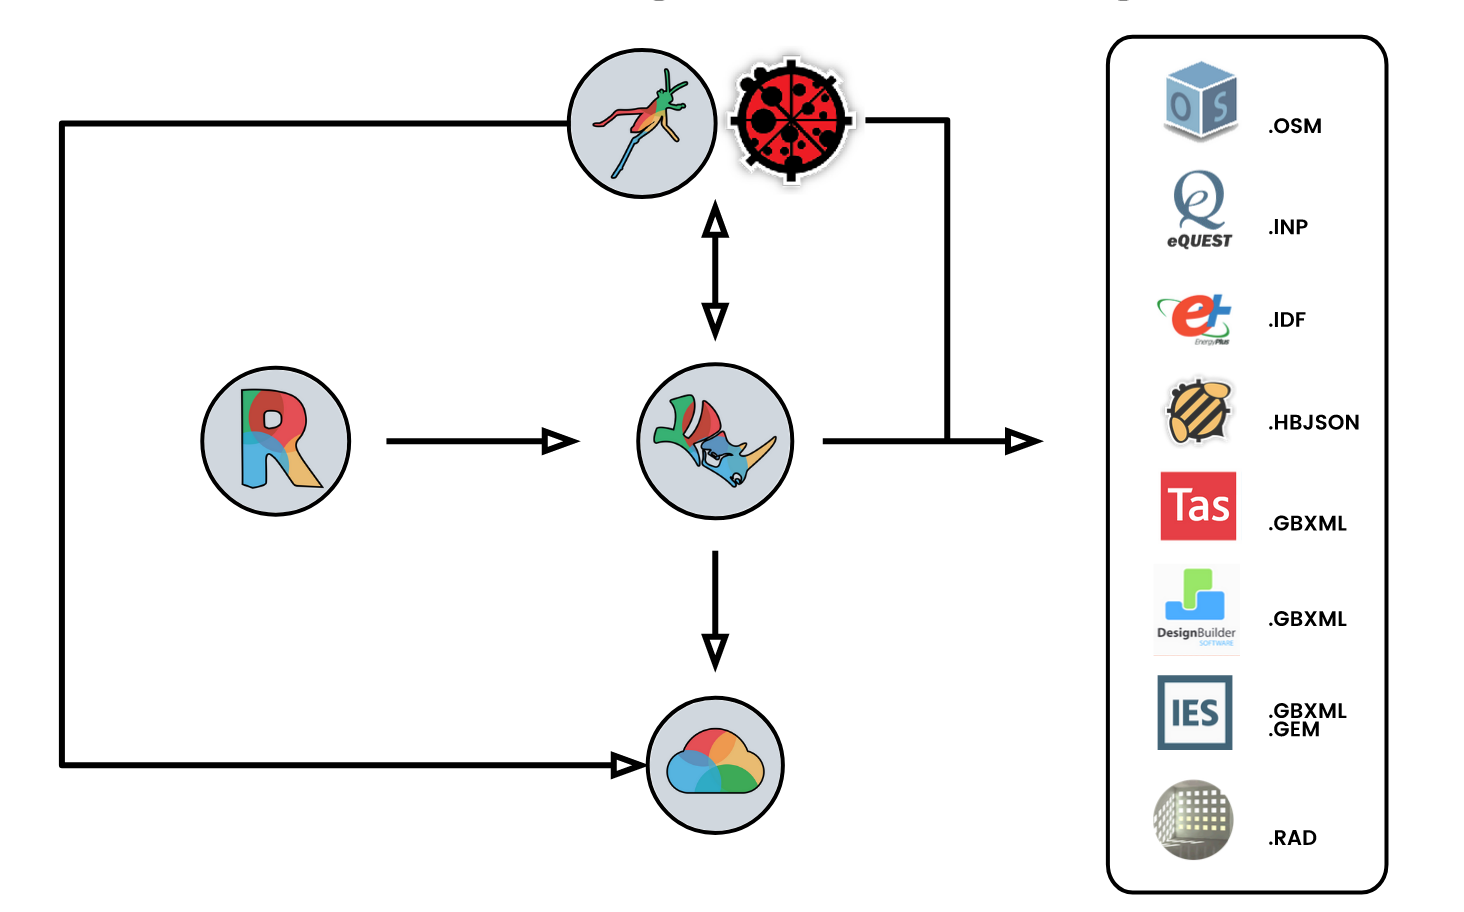 OS
.OSM
eQUEST
.INP
EnergyPlus
.IDF
.HBJSON
Tas
.GBXML
DesignBuilder
SOFTWARE
.GBXML
IES
.GBXML
.GEM
.RAD
R